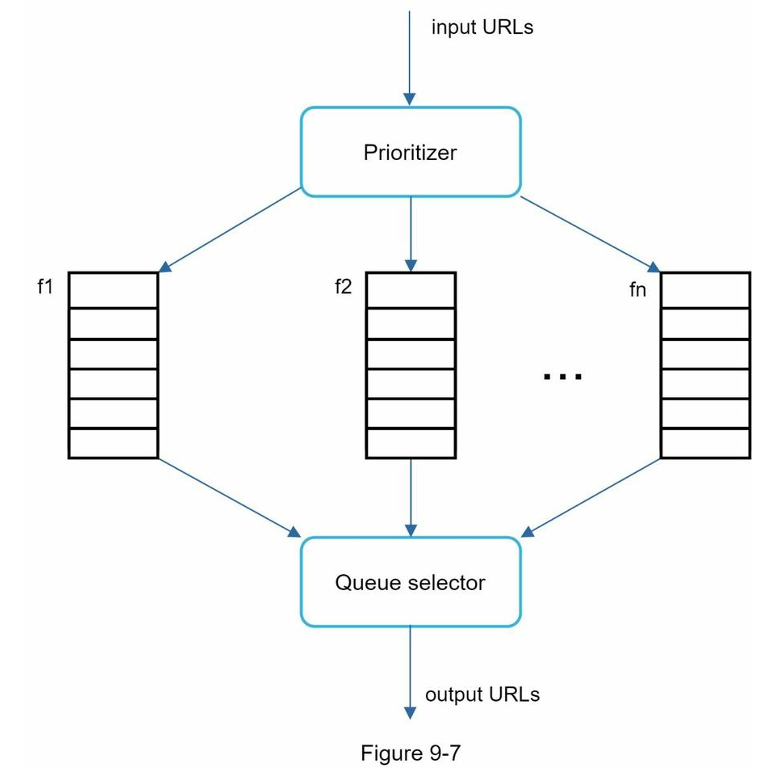 input URLs
Prioritizer
f1
f2
fn
...
Queue selector
output URLs
Figure 9-7